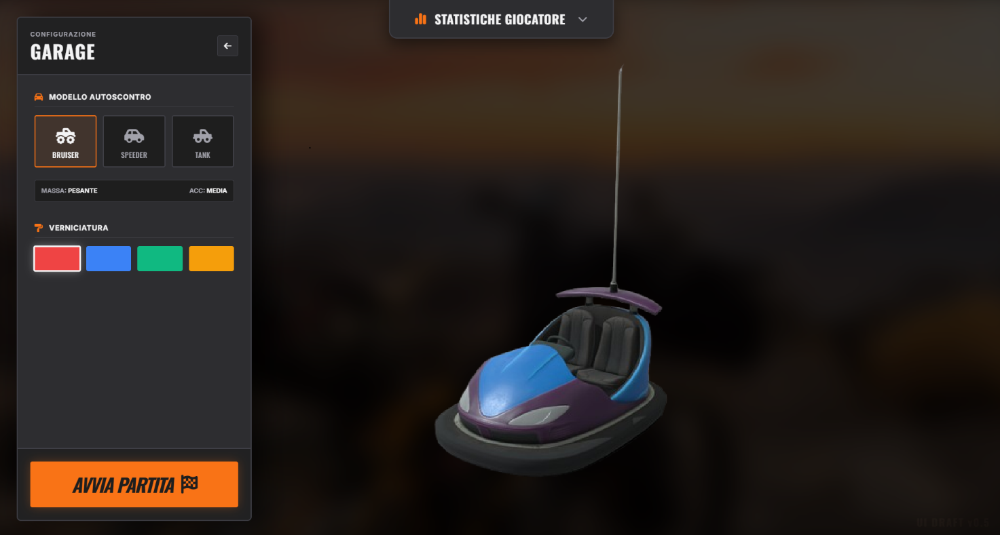 STATISTICHE GIOCATORE
CONFIGURAZIONE
GARAGE
MODELLO AUTOSCONTRO
BRUISER
SPEEDER
TANK
MASSA: PESANTE
ACC: MEDIA
VERNICIATURA
AVVIA PARTITA